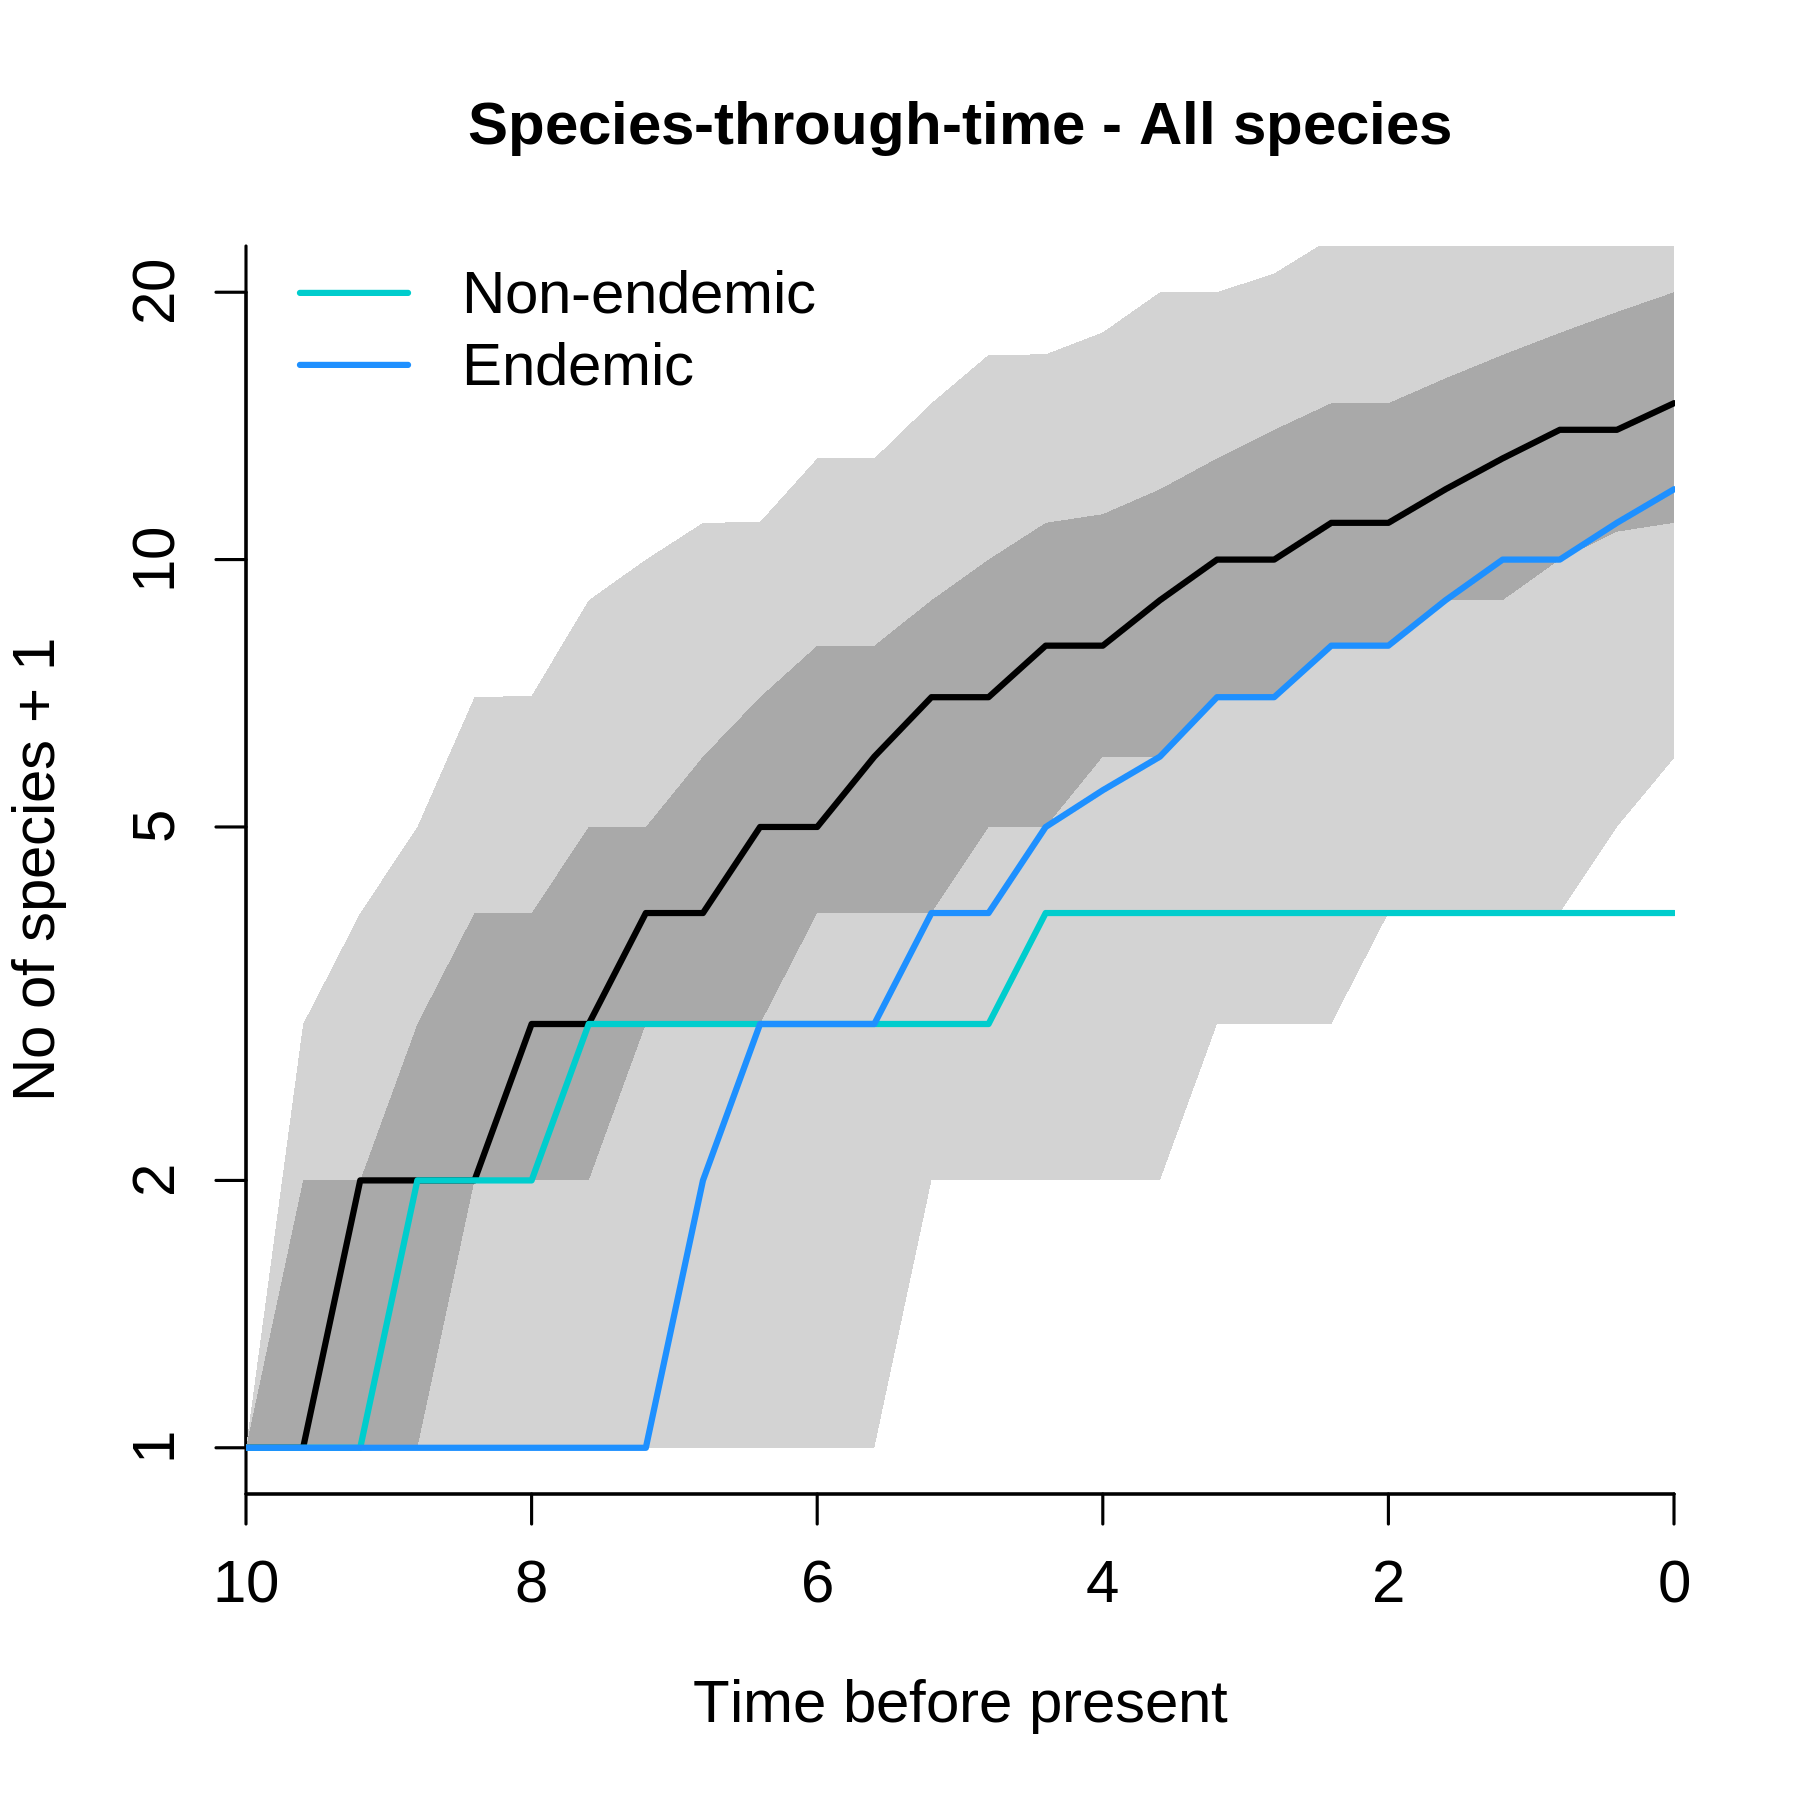 Species-through-time - All species
Non-endemic
Endemic
No of species + 1
20
10
5
2
1
10 8 6 4 2 0
Time before present